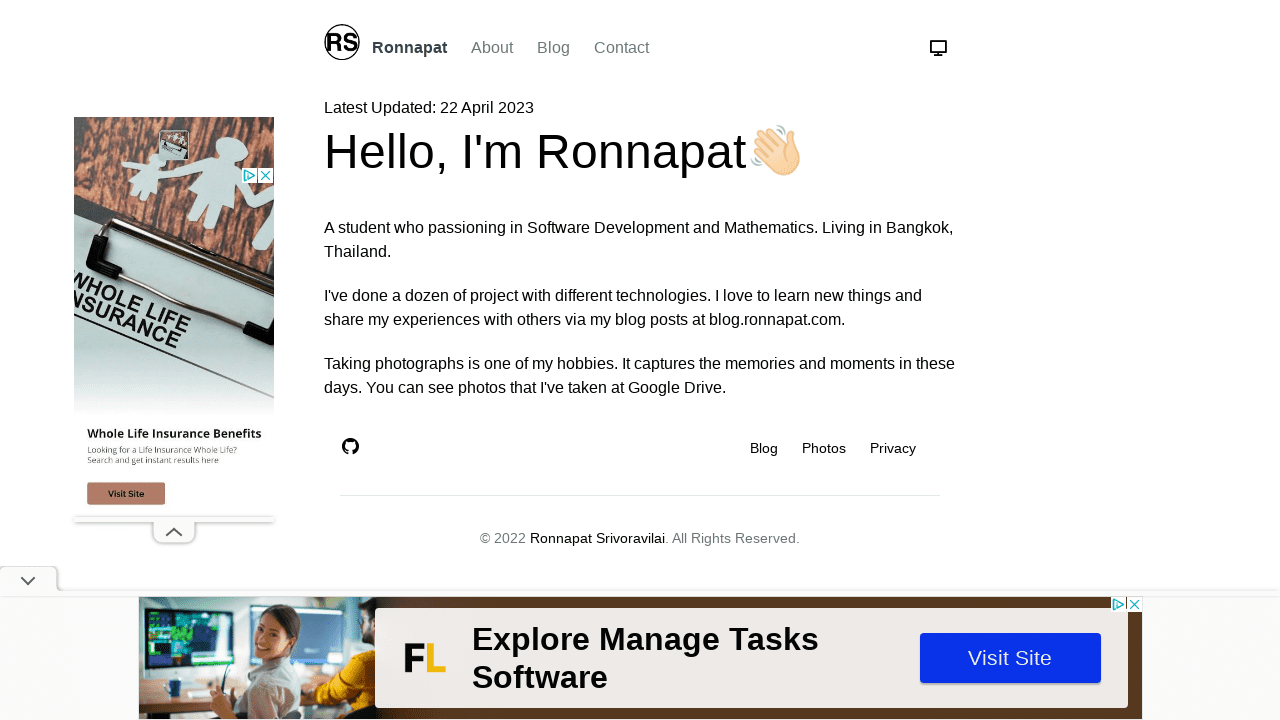 RS Ronnapat About Blog Contact
Latest Updated: 22 April 2023
Hello, I'm Ronnapat👋🏻
A student who passioning in Software Development and Mathematics. Living in Bangkok,
Thailand.
I've done a dozen of project with different technologies. I love to learn new things and
share my experiences with others via my blog posts at blog.ronnapat.com.
Taking photographs is one of my hobbies. It captures the memories and moments in these
days. You can see photos that I've taken at Google Drive.
Blog Photos Privacy
© 2022 Ronnapat Srivoravilai. All Rights Reserved.
WHOLE LIFE
INSURANCE
Whole Life Insurance Benefits
Looking for a Life Insurance Whole Life?
Search and get instant results here
Visit Site
FL
Explore Manage Tasks
Software
Visit Site